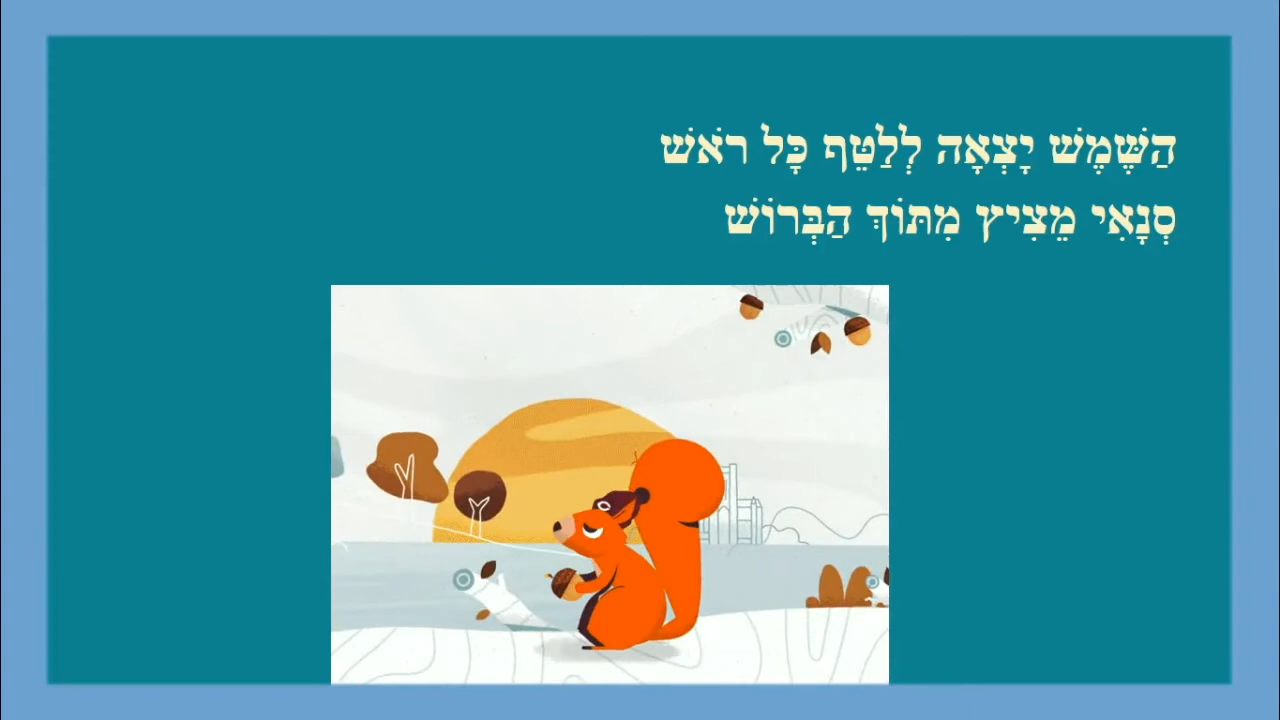 הַשֶּׁמֶשׁ יָצְאָה לְלַטֵּף כָּל רֹאשׁ
סְנָאִי מֵצִיץ מִתּוֹךְ הַבְּרוֹשׁ